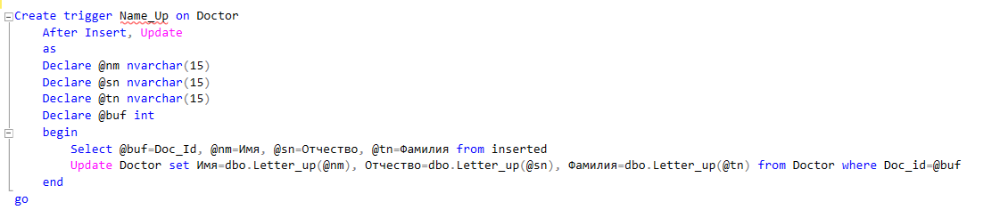 Create trigger Name_Up on Doctor
After Insert, Update
as
Declare @nm nvarchar(15)
Declare @sn nvarchar(15)
Declare @tn nvarchar(15)
Declare @buf int
begin
Select @buf=Doc_Id, @nm=Имя, @sn=Отчество, @tn=Фамилия from inserted
Update Doctor set Имя=dbo.Letter_up(@nm), Отчество=dbo.Letter_up(@sn), Фамилия=dbo.Letter_up(@tn) from Doctor where Doc_id=@buf
end
go